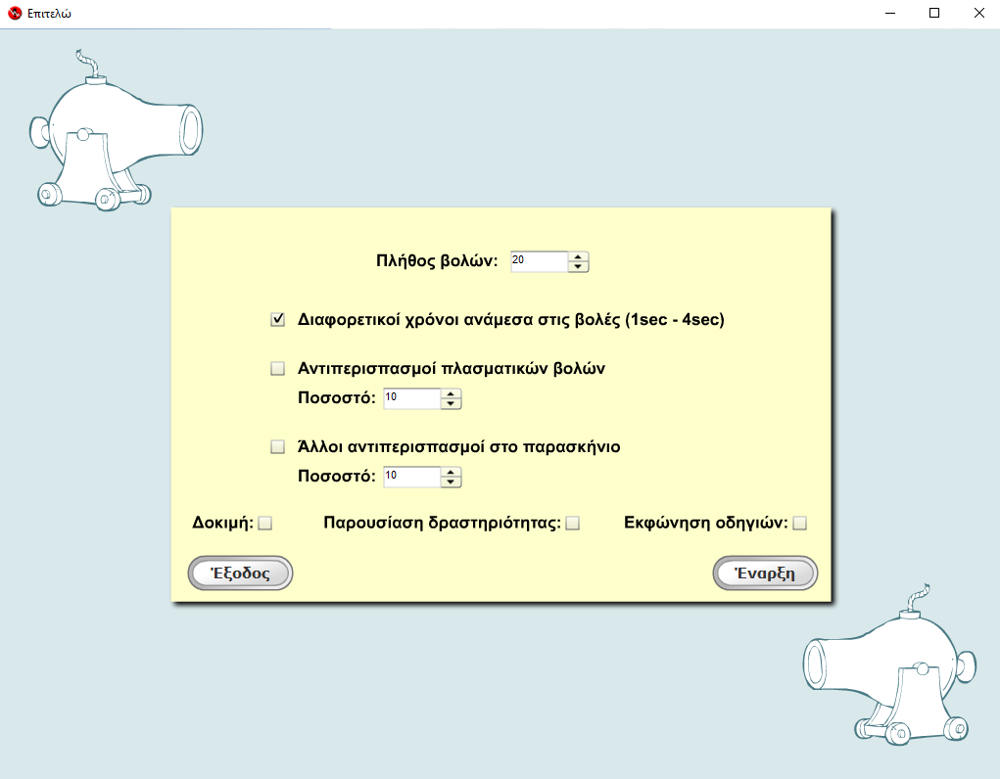 Επιτελώ
Πλήθος βολών: 20
Διαφορετικοί χρόνοι ανάμεσα στις βολές (1sec - 4sec)
Αντιπερισπασμοί πλασματικών βολών
Ποσοστό: 10
Άλλοι αντιπερισπασμοί στο παρασκήνιο
Ποσοστό: 10
Δοκιμή: Παρουσίαση δραστηριότητας: Εκφώνηση οδηγιών:
Έξοδος Έναρξη